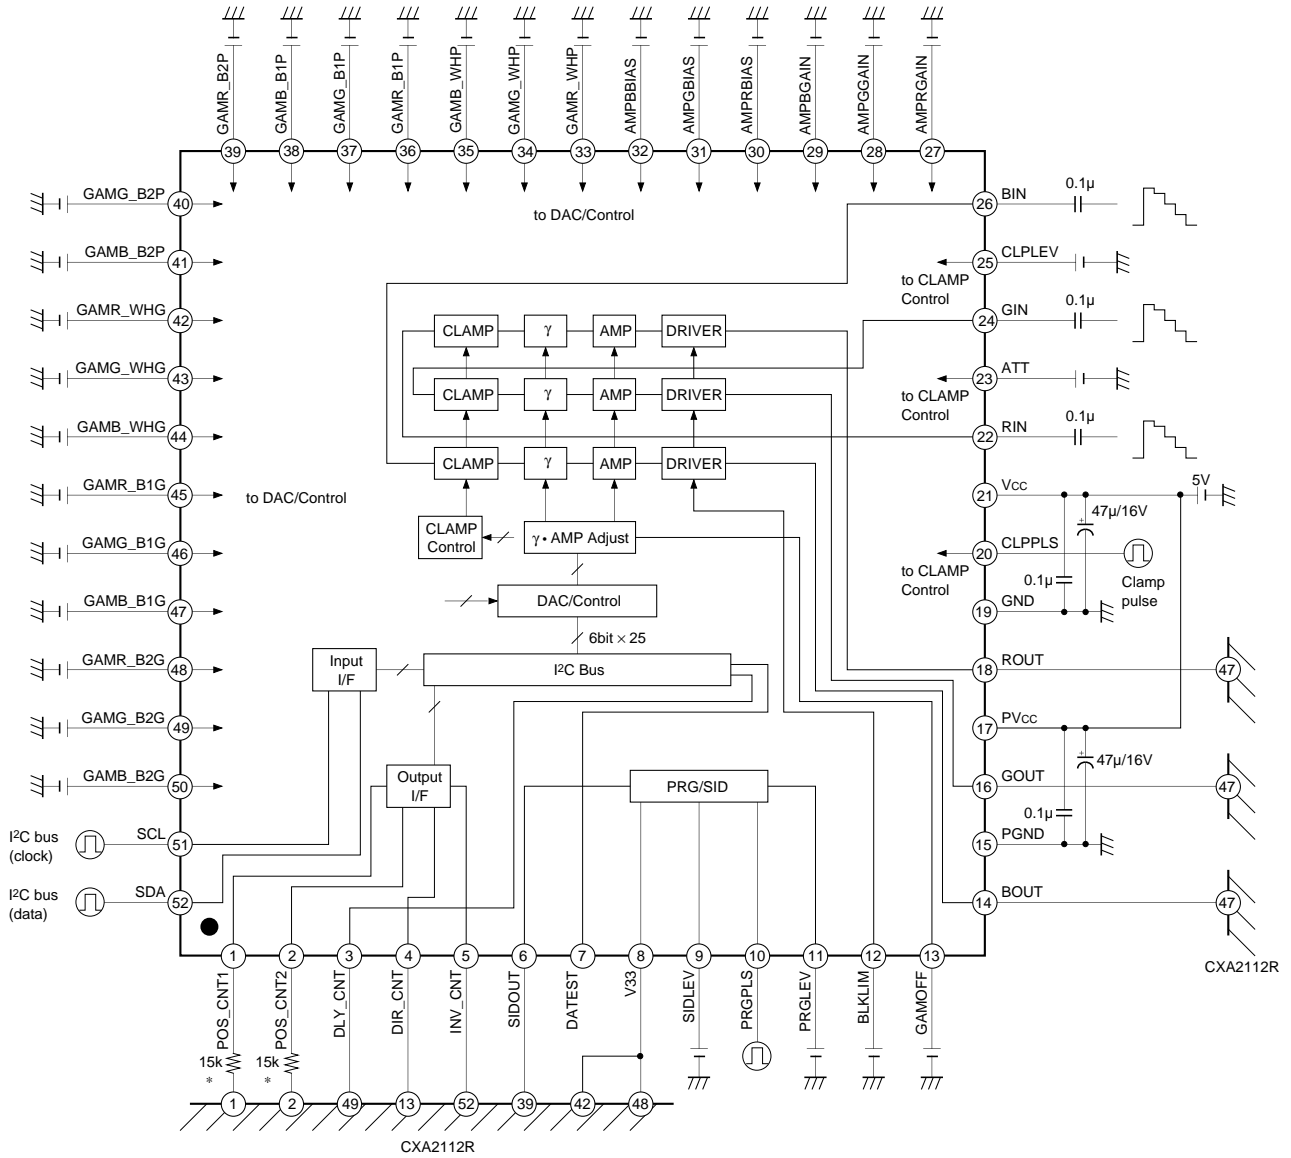 GAMR_B2P
GAMB_B1P
GAMG_B1P
GAMR_B1P
GAMB_WHP
GAMG_WHP
GAMR_WHP
AMPBBIAS
AMPGBIAS
AMPRBIAS
AMPBGAIN
AMPGGAIN
AMPRGAIN
39
38
37
36
35
34
33
32
31
30
29
28
27
to DAC/Control
GAMG_B2P
40
GAMB_B2P
41
GAMR_WHG
42
GAMG_WHG
43
GAMB_WHG
44
GAMR_B1G
45
GAMG_B1G
46
GAMB_B1G
47
GAMR_B2G
48
GAMG_B2G
49
GAMB_B2G
50
I²C bus
(clock)
SCL
51
I²C bus
(data)
SDA
52
to DAC/Control
CLAMP
γ
AMP
DRIVER
CLAMP
γ
AMP
DRIVER
CLAMP
γ
AMP
DRIVER
CLAMP
Control
γ• AMP Adjust
DAC/Control
6bit × 25
Input
I/F
I²C Bus
Output
I/F
PRG/SID
26
BIN
0.1µ
25
CLPLEV
to CLAMP
Control
24
GIN
0.1µ
23
ATT
to CLAMP
Control
22
RIN
0.1µ
21
VCC
5V
47µ/16V
20
CLPPLS
to CLAMP
Control
0.1µ
Clamp
pulse
19
GND
18
ROUT
47
17
PVCC
47µ/16V
16
GOUT
47
0.1µ
15
PGND
14
BOUT
47
CXA2112R
1
2
3
4
5
6
7
8
9
10
11
12
13
POS_CNT1
POS_CNT2
DLY_CNT
DIR_CNT
INV_CNT
SIDOUT
DATEST
V33
SIDLEV
PRGPLS
PRGLEV
BLKLIM
GAMOFF
15k
*
15k
*
1
2
49
13
52
39
42
48
CXA2112R